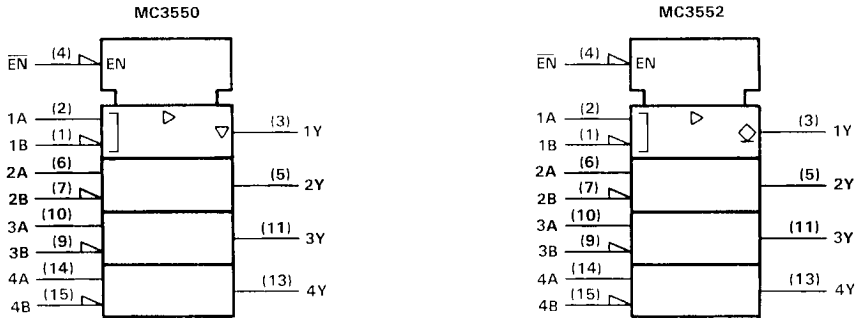 MC3550
E̅N̅ (4) EN
1A (2)
(3) 1Y
1B (1)
2A (6)
(5) 2Y
2B (7)
3A (10)
(11) 3Y
3B (9)
4A (14)
(13) 4Y
4B (15)
MC3552
E̅N̅ (4) EN
1A (2)
(3) 1Y
1B (1)
2A (6)
(5) 2Y
2B (7)
3A (10)
(11) 3Y
3B (9)
4A (14)
(13) 4Y
4B (15)